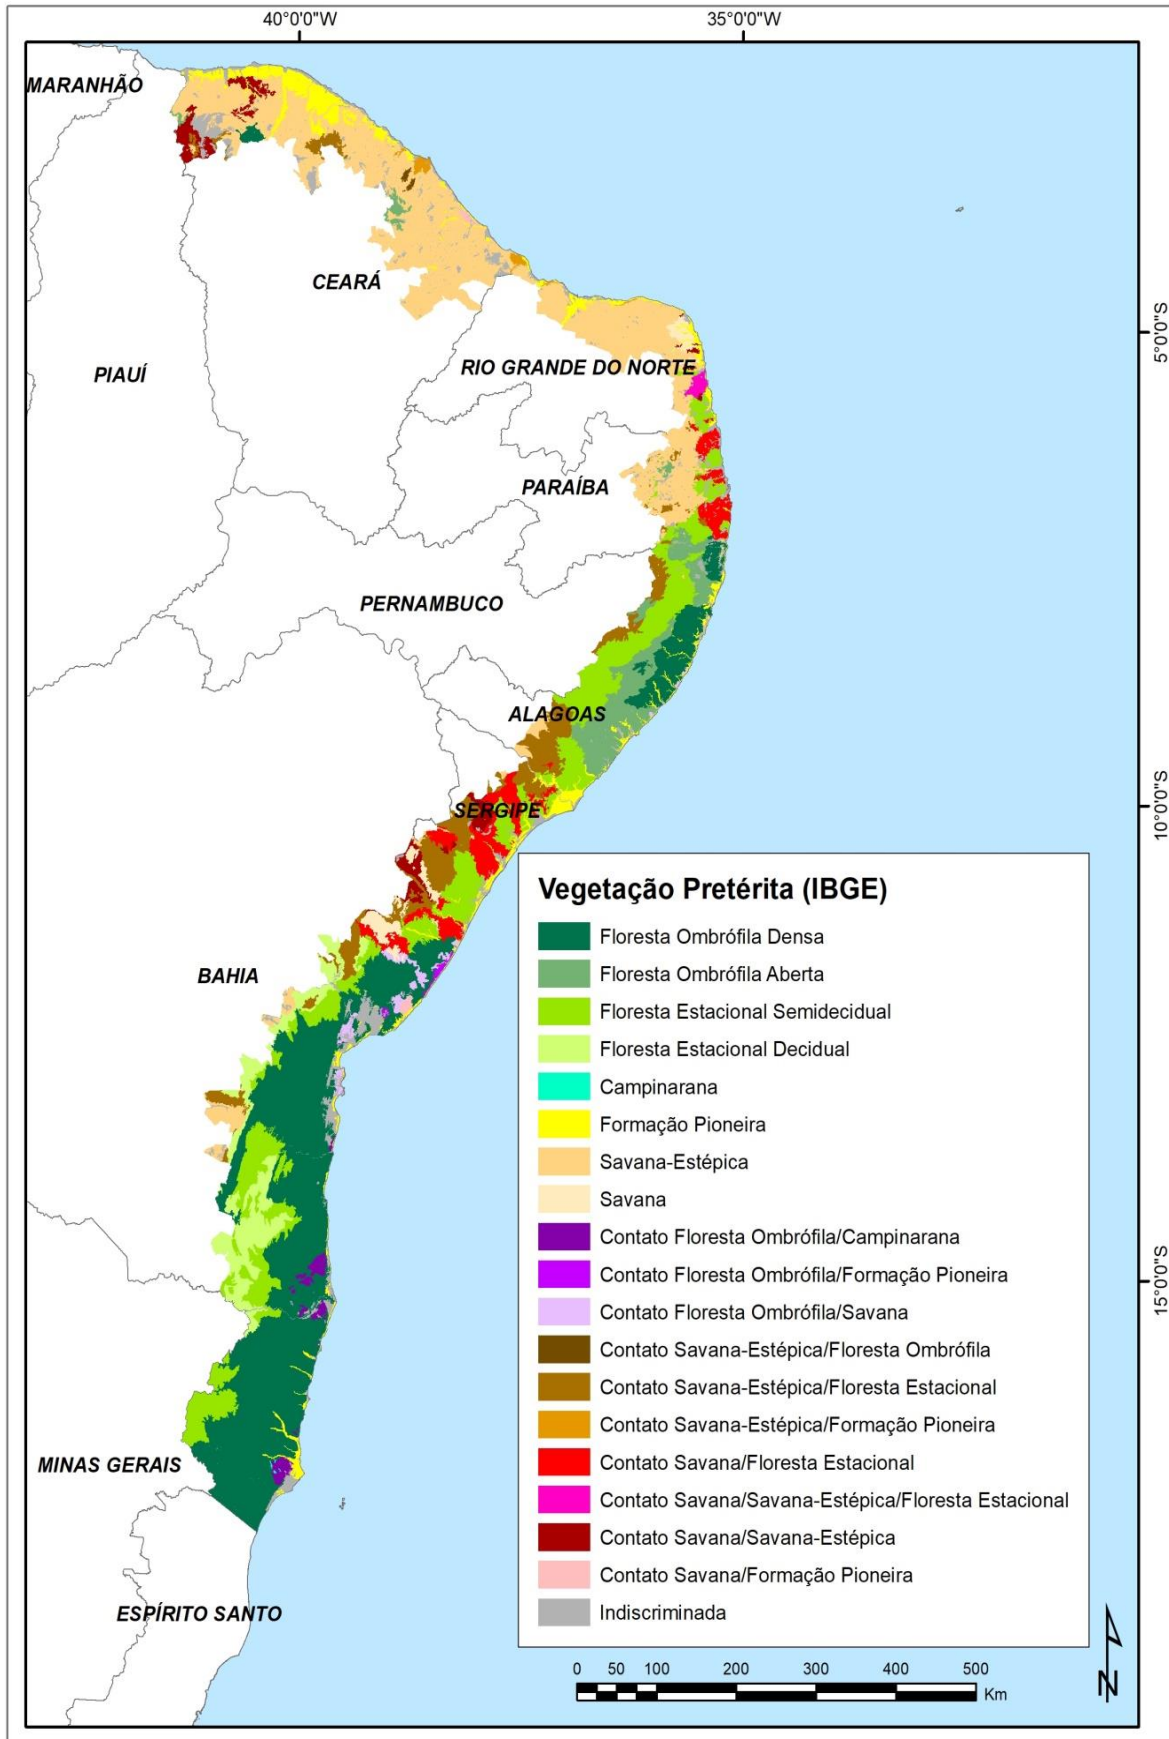 40°0'0"W
35°0'0"W
MARANHÃO
CEARÁ
5°0'0"S
RIO GRANDE DO NORTE
PIAUÍ
PARAÍBA
PERNAMBUCO
ALAGOAS
10°0'0"S
SERGIPE
Vegetação Pretérita (IBGE)
Floresta Ombrófila Densa
Floresta Ombrófila Aberta
BAHIA
Floresta Estacional Semidecidual
Floresta Estacional Decidual
Campinarana
Formação Pioneira
Savana-Estépica
Savana
Contato Floresta Ombrófila/Campinarana
Contato Floresta Ombrófila/Formação Pioneira
15°0'0"S
Contato Floresta Ombrófila/Savana
Contato Savana-Estépica/Floresta Ombrófila
Contato Savana-Estépica/Floresta Estacional
Contato Savana-Estépica/Formação Pioneira
MINAS GERAIS
Contato Savana/Floresta Estacional
Contato Savana/Savana-Estépica/Floresta Estacional
Contato Savana/Savana-Estépica
Contato Savana/Formação Pioneira
ESPÍRITO SANTO
Indiscriminada
0 50 100 200 300 400 500
Km
N